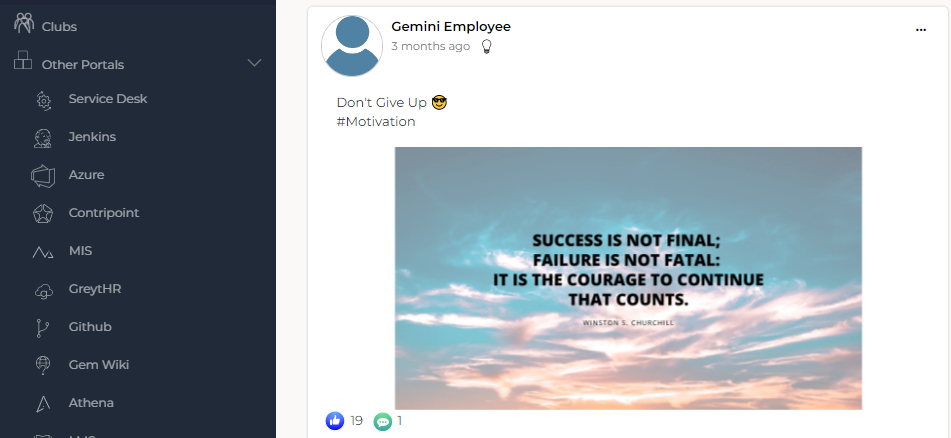 Clubs
Other Portals
Service Desk
Jenkins
Azure
Contripoint
MIS
GreytHR
Github
Gem Wiki
Athena
Gemini Employee
3 months ago
Don't Give Up 😎
#Motivation
SUCCESS IS NOT FINAL;
FAILURE IS NOT FATAL:
IT IS THE COURAGE TO CONTINUE
THAT COUNTS.
WINSTON S. CHURCHILL
19
1